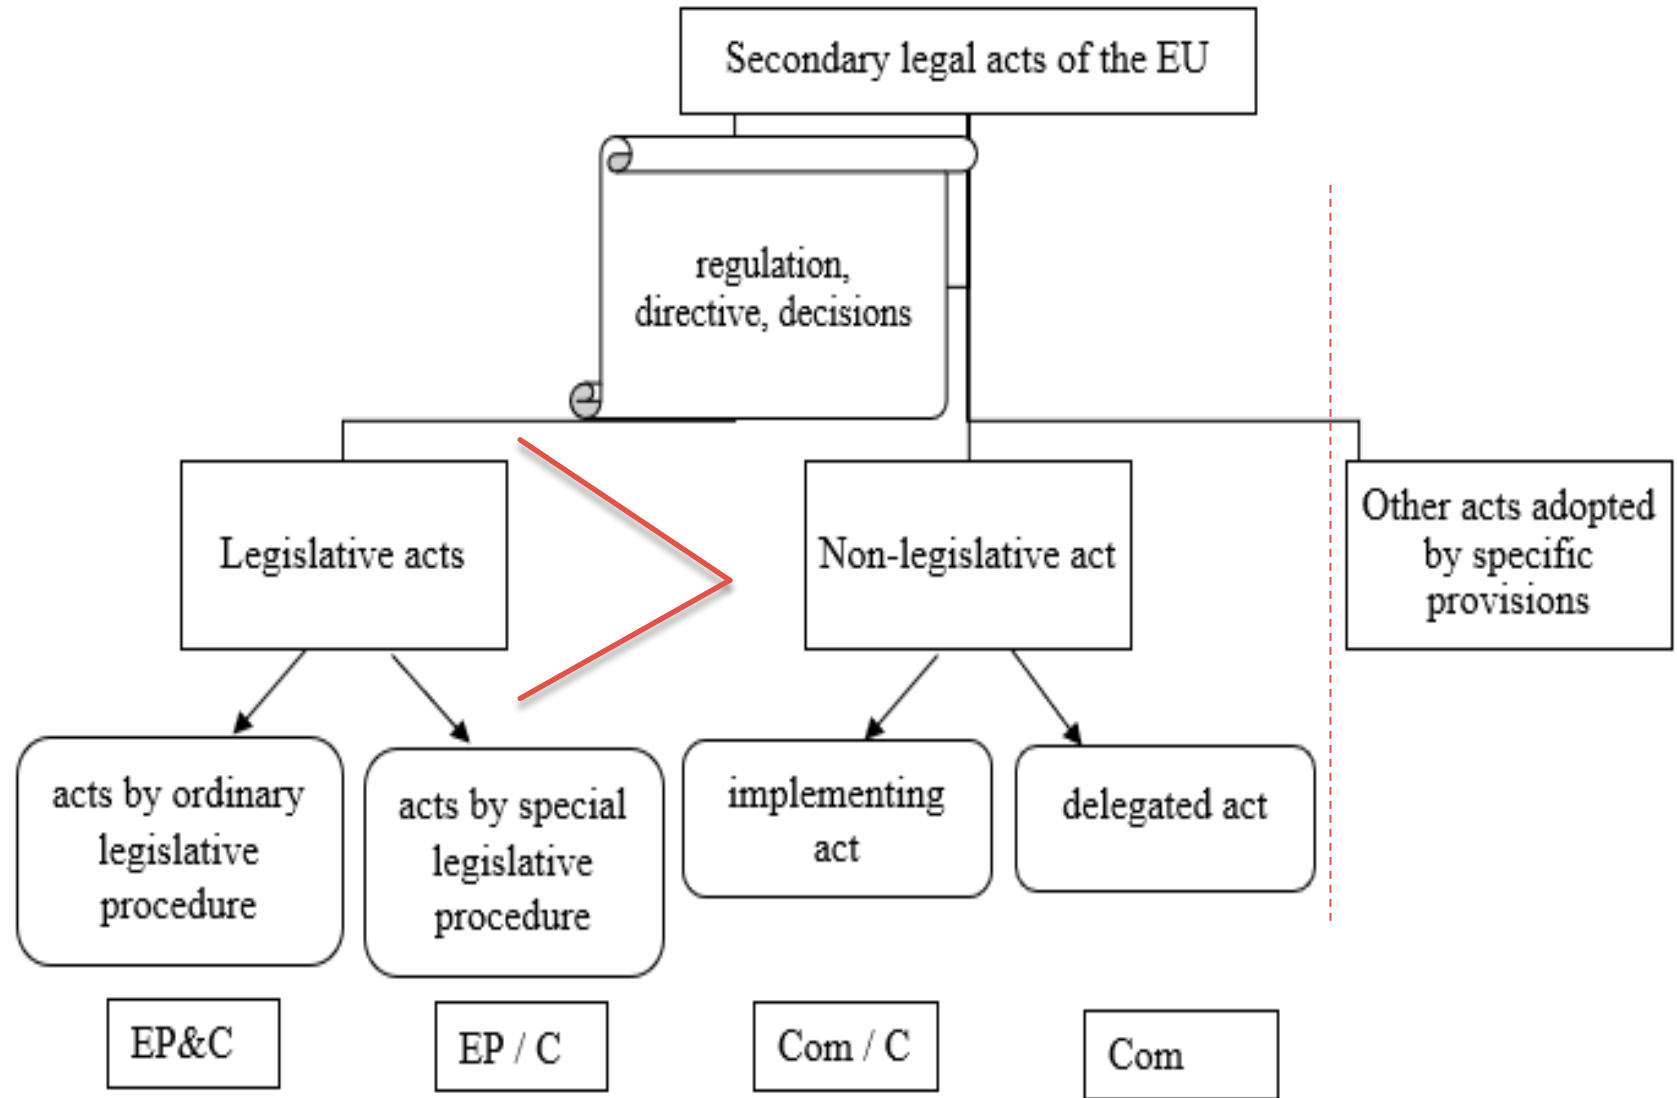 Secondary legal acts of the EU
regulation,
directive, decisions
Legislative acts
Non-legislative act
Other acts adopted
by specific
provisions
acts by ordinary
legislative
procedure
acts by special
legislative
procedure
implementing
act
delegated act
EP&C
EP / C
Com / C
Com